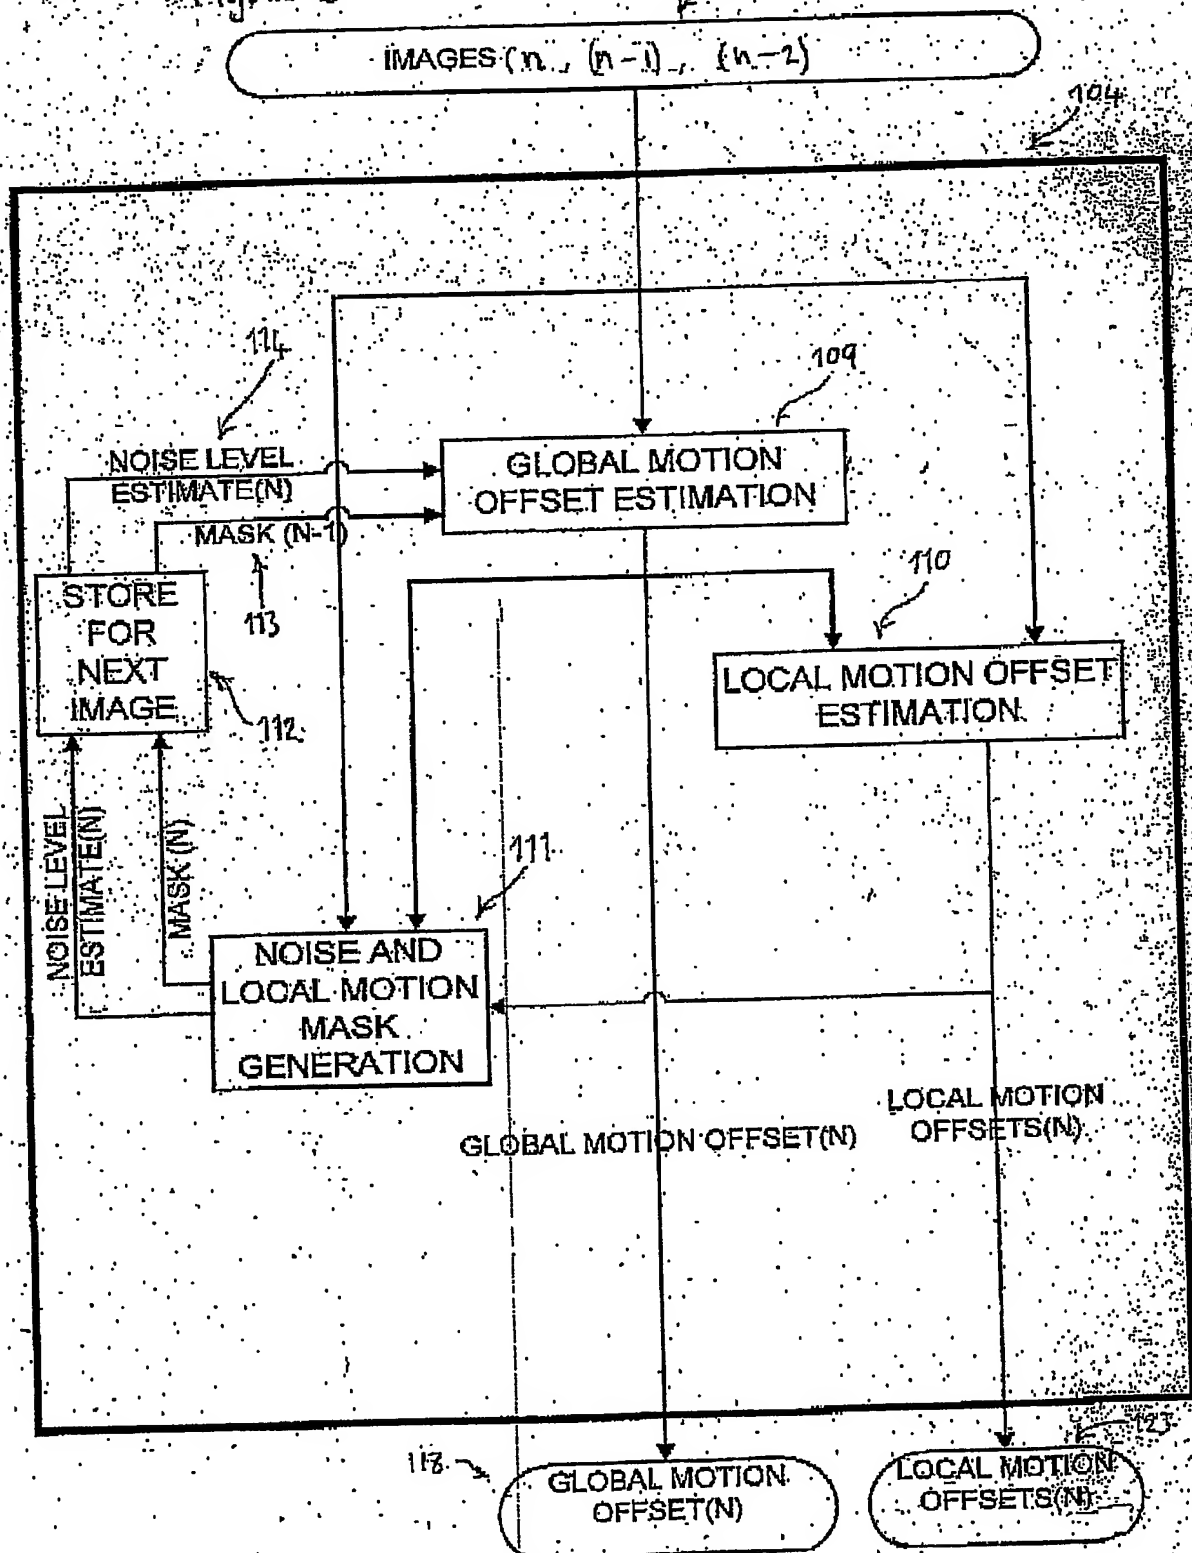 IMAGES (n, (n-1), (n-2)
104
114
109
NOISE LEVEL
ESTIMATE(N)
GLOBAL MOTION
OFFSET ESTIMATION
MASK (N-1)
113
110
STORE
FOR
NEXT
IMAGE
112
LOCAL MOTION OFFSET
ESTIMATION
NOISE LEVEL
ESTIMATE(N)
MASK (N)
111
NOISE AND
LOCAL MOTION
MASK
GENERATION
LOCAL MOTION
OFFSETS(N)
GLOBAL MOTION OFFSET(N)
118
GLOBAL MOTION
OFFSET(N)
123
LOCAL MOTION
OFFSETS(N)